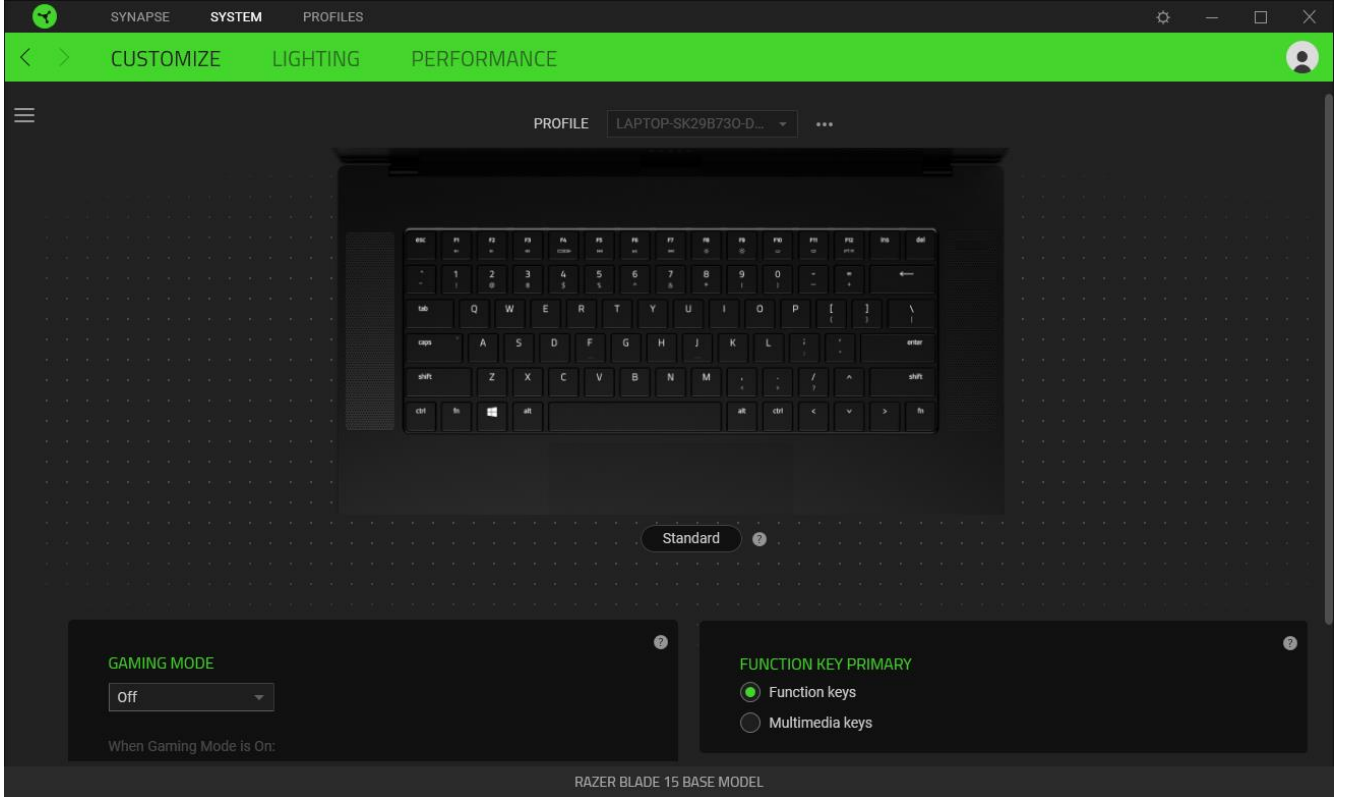 SYNAPSE SYSTEM PROFILES
CUSTOMIZE LIGHTING PERFORMANCE
PROFILE LAPTOP-SK29B73O-D...
esc F1 F2 F3 F4 F5 F6 F7 F8 F9 F10 F11 F12 ins del
1 2 3 4 5 6 7 8 9 0 - =
tab Q W E R T Y U I O P [ ] \
caps A S D F G H J K L ; '
enter
shift Z X C V B N M , . / ^ shift
ctrl fn alt alt ctrl < v > fn
Standard ?
GAMING MODE ?
Off
When Gaming Mode is On:
FUNCTION KEY PRIMARY ?
Function keys
Multimedia keys
RAZER BLADE 15 BASE MODEL